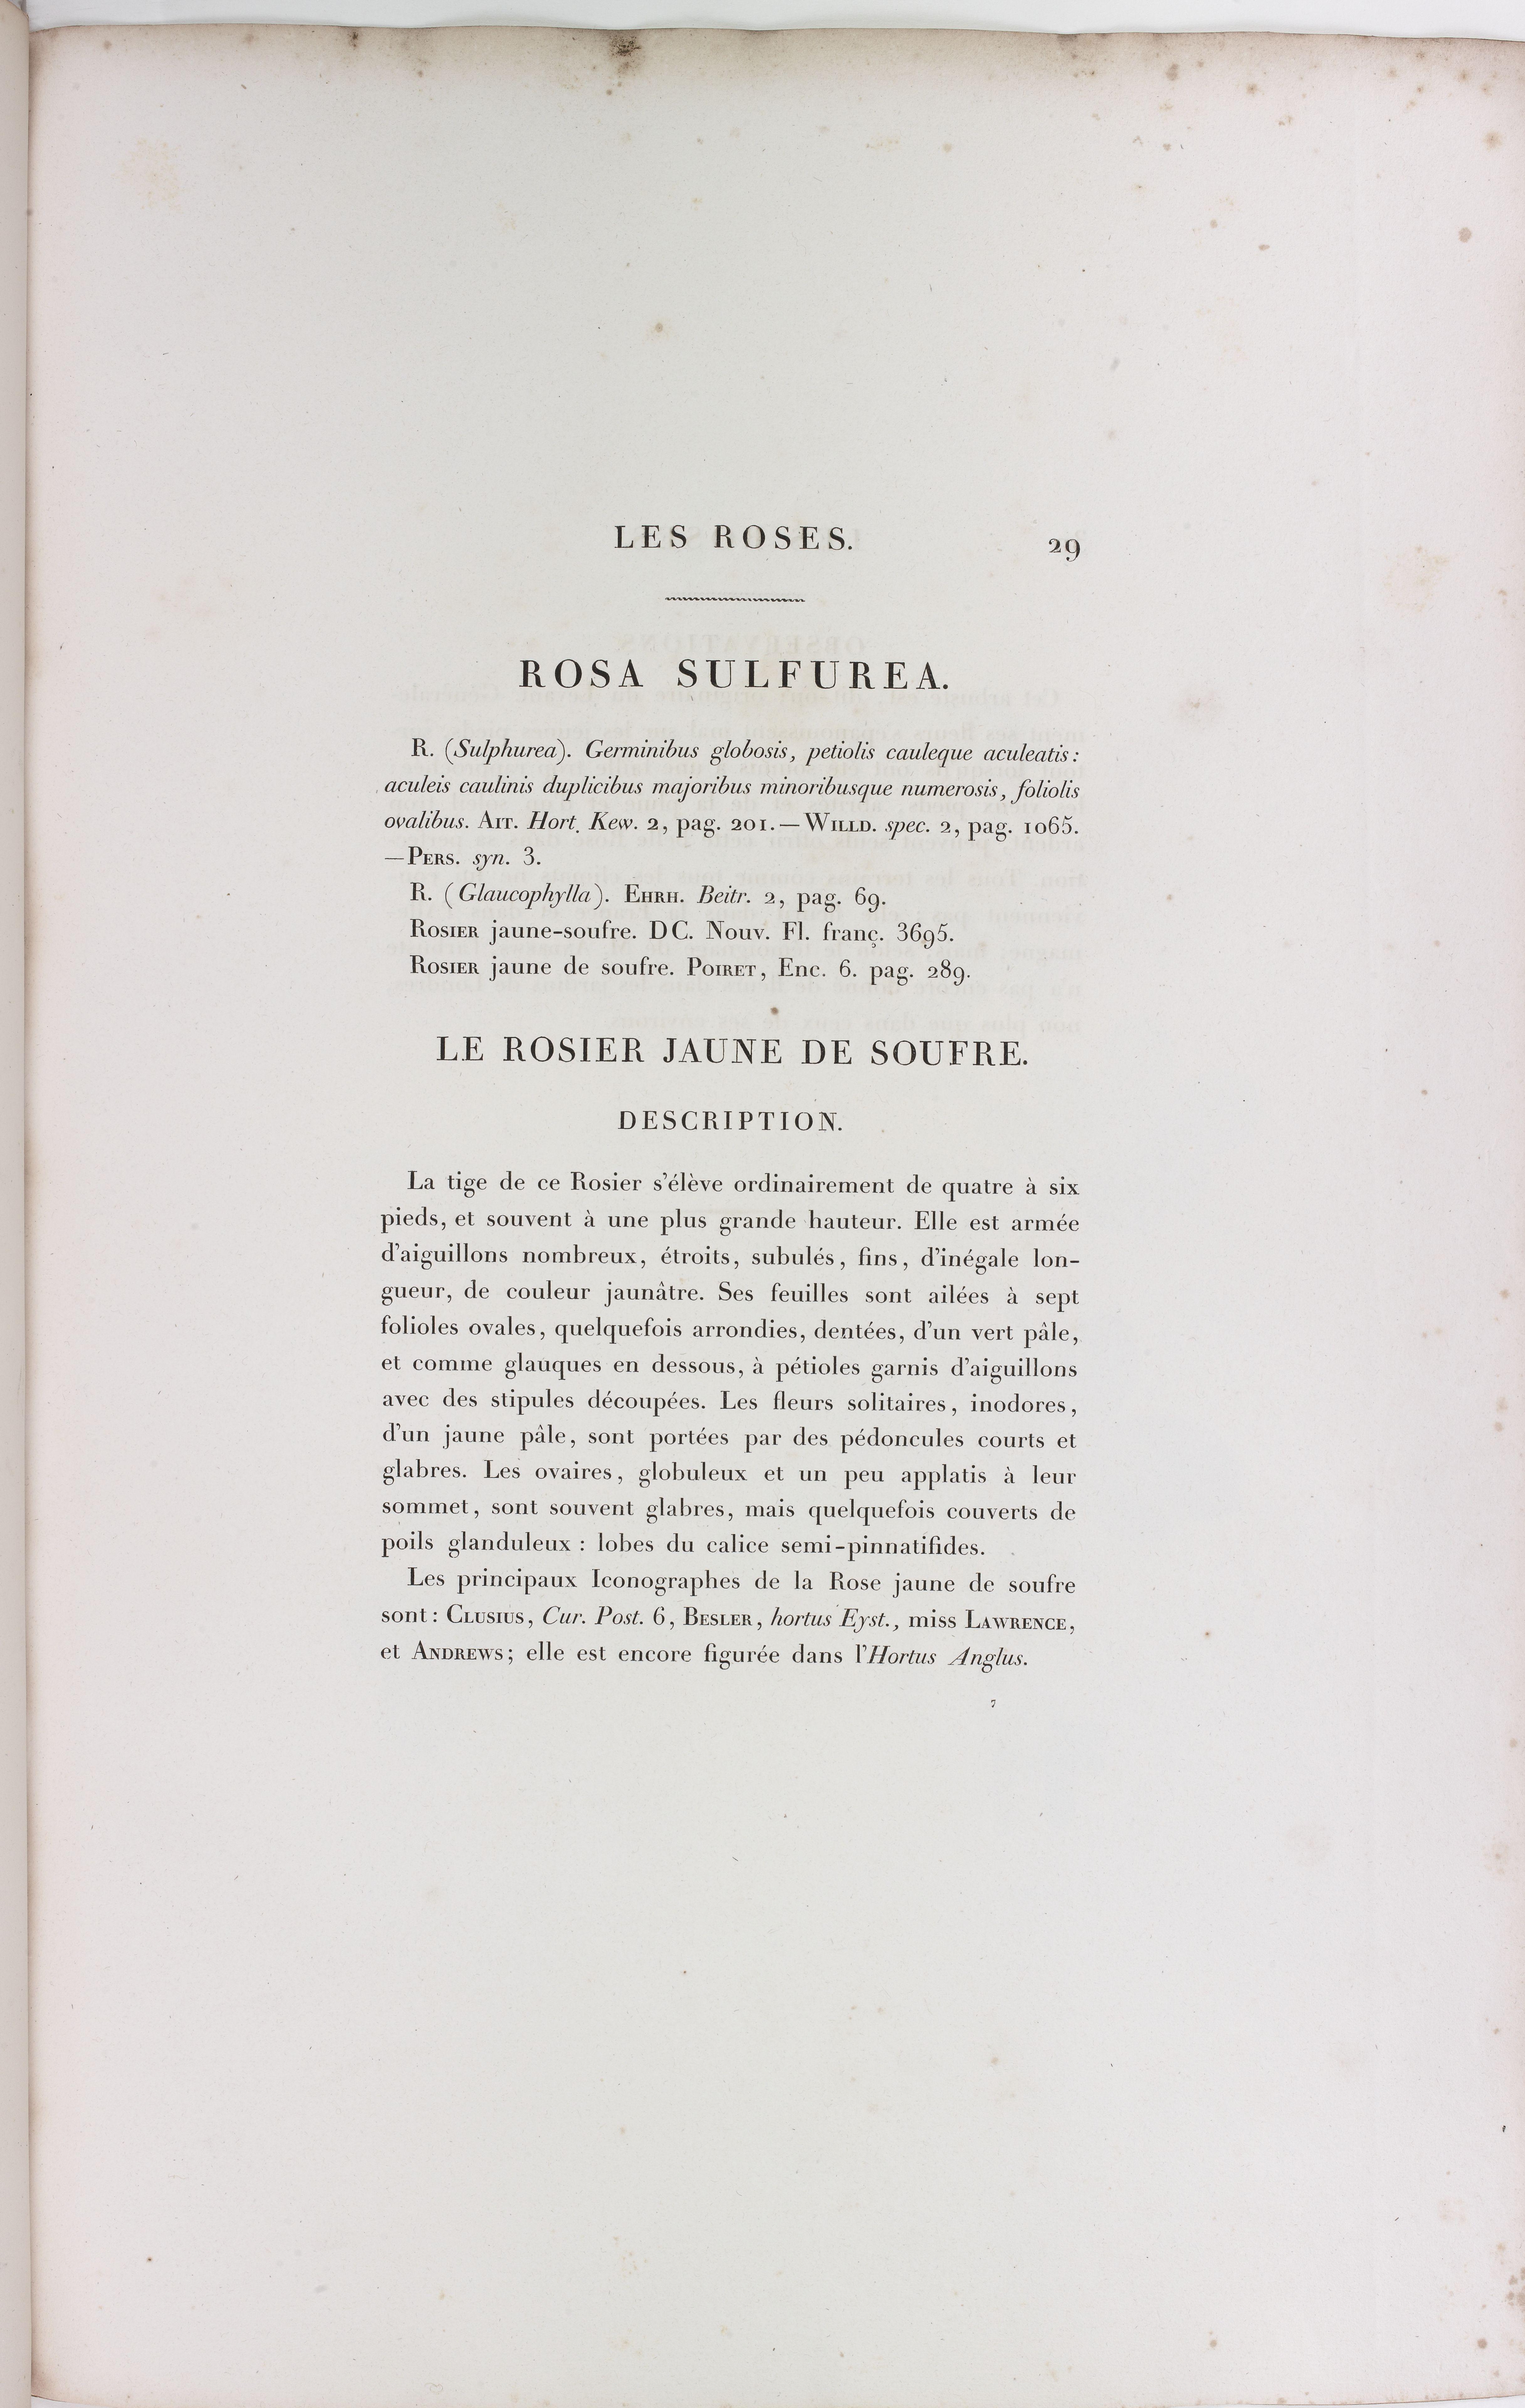 LES ROSES. 29
ROSA SULFUREA.
R. (Sulphurea). Germinibus globosis, petiolis cauleque aculeatis:
aculeis caulinis duplicibus majoribus minoribusque numerosis, foliolis
ovalibus. AIT. Hort. Kew. 2, pag. 201. — WILLD. spec. 2, pag. 1065.
— PERS. syn. 3.
R. (Glaucophylla). EHRH. Beitr. 2, pag. 69.
ROSIER jaune-soufre. DC. Nouv. Fl. franç. 3695.
ROSIER jaune de soufre. POIRET, Enc. 6. pag. 289.
LE ROSIER JAUNE DE SOUFRE.
DESCRIPTION.
La tige de ce Rosier s'élève ordinairement de quatre à six
pieds, et souvent à une plus grande hauteur. Elle est armée
d'aiguillons nombreux, étroits, subulés, fins, d'inégale lon-
gueur, de couleur jaunâtre. Ses feuilles sont ailées à sept
folioles ovales, quelquefois arrondies, dentées, d'un vert pâle,
et comme glauques en dessous, à pétioles garnis d'aiguillons
avec des stipules découpées. Les fleurs solitaires, inodores,
d'un jaune pâle, sont portées par des pédoncules courts et
glabres. Les ovaires, globuleux et un peu applatis à leur
sommet, sont souvent glabres, mais quelquefois couverts de
poils glanduleux : lobes du calice semi-pinnatifides.
Les principaux Iconographes de la Rose jaune de soufre
sont: CLUSIUS, Cur. Post. 6, BESLER, hortus Eyst., miss LAWRENCE,
et ANDREWS; elle est encore figurée dans l'Hortus Anglus.
7